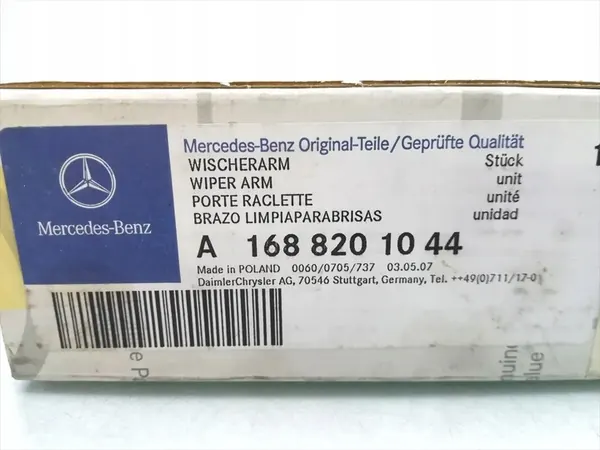 Mercedes-Benz
Mercedes-Benz Original-Teile/Geprüfte Qualität
WISCHERARM Stück
WIPER ARM unit
PORTE RACLETTE unité
BRAZO LIMPIAPARABRISAS unidad
A 168 820 10 44
Made in POLAND 0060/0705/737 03.05.07
DaimlerChrysler AG, 70546 Stuttgart, Germany, Tel. ++49(0)711/17-0